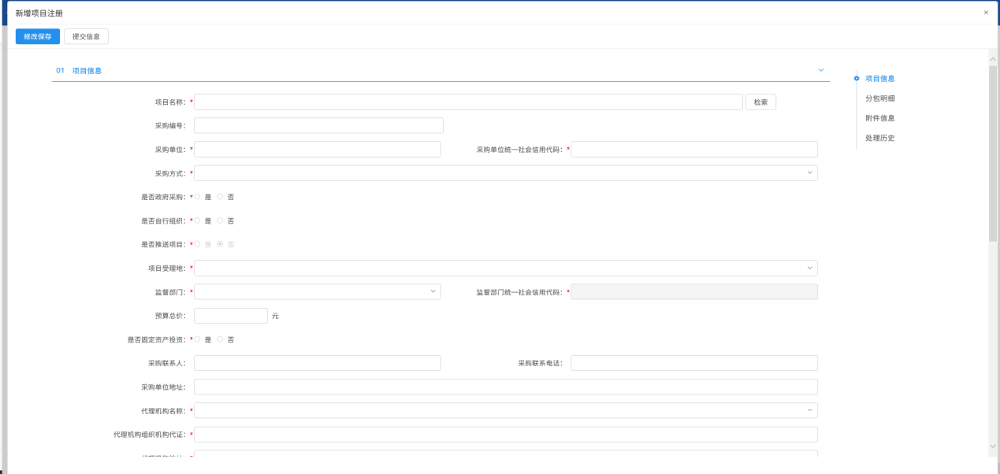 新增项目注册 ×
修改保存 提交信息
01 项目信息
项目名称： * 检索
采购编号：
采购单位： * 采购单位统一社会信用代码： *
采购方式： *
是否政府采购： * 是 否
是否自行组织： * 是 否
是否推送项目： * 是 否
项目受理地： *
监督部门： * 监督部门统一社会信用代码： *
预算总价： 元
是否固定资产投资： * 是 否
采购联系人： 采购联系电话：
采购单位地址：
代理机构名称： * ...
代理机构组织机构代证： *
项目信息
分包明细
附件信息
处理历史